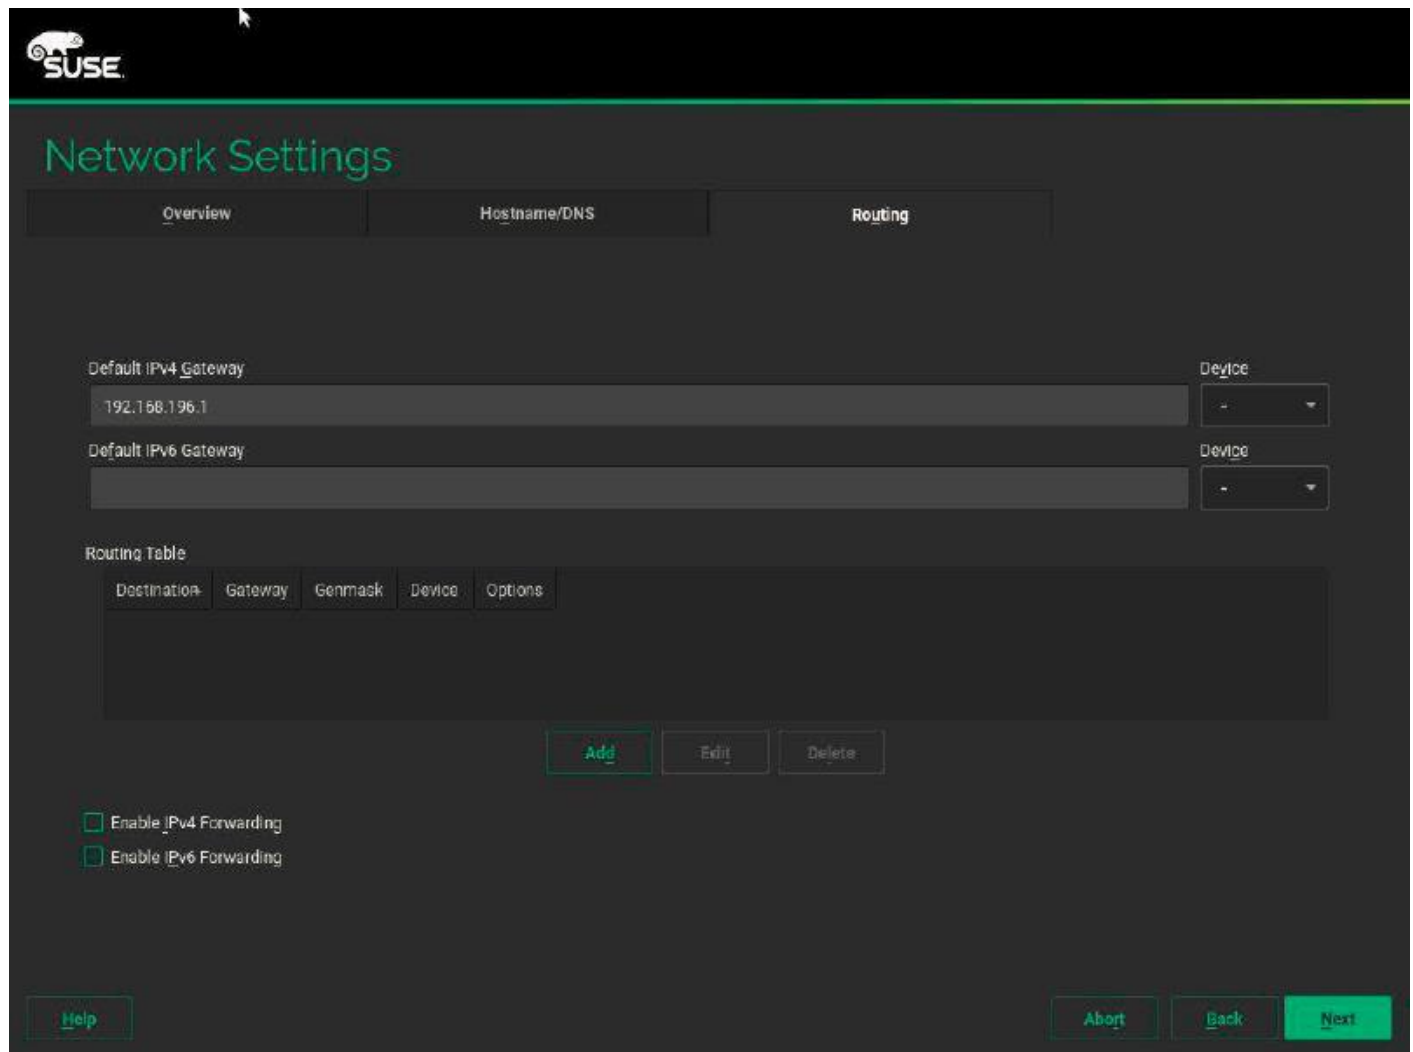 SUSE.
Network Settings
Overview Hostname/DNS Routing
Default IPv4 Gateway Device
192.168.196.1 -
Default IPv6 Gateway Device
-
Routing Table
Destination Gateway Genmask Device Options
Add Edit Delete
Enable IPv4 Forwarding
Enable IPv6 Forwarding
Help Abort Back Next